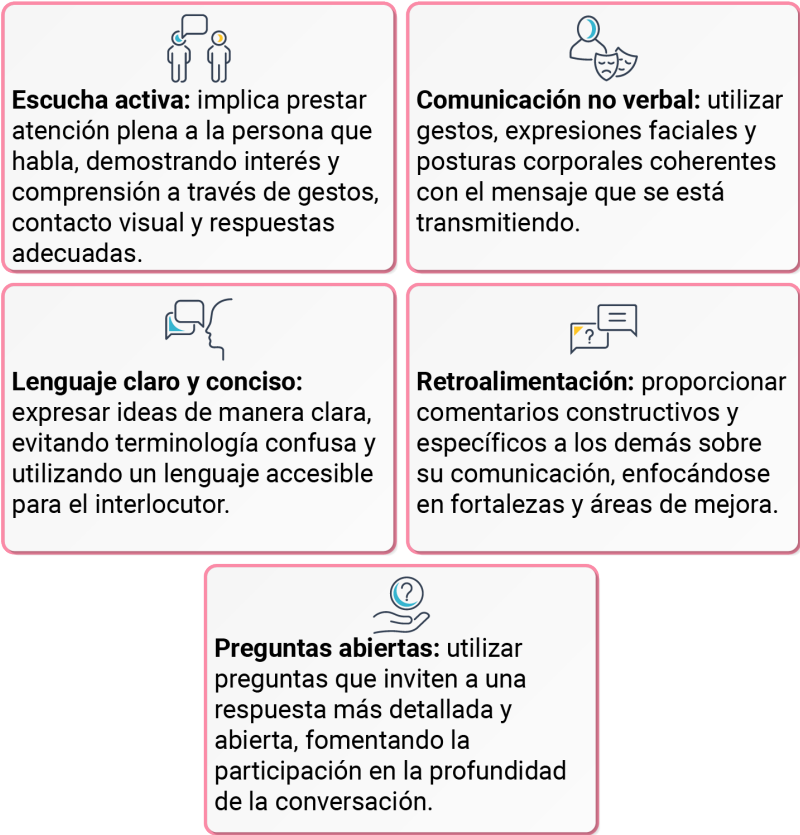 Escucha activa: implica prestar
atención plena a la persona que
habla, demostrando interés y
comprensión a través de gestos,
contacto visual y respuestas
adecuadas.
Comunicación no verbal: utilizar
gestos, expresiones faciales y
posturas corporales coherentes
con el mensaje que se está
transmitiendo.
Lenguaje claro y conciso:
expresar ideas de manera clara,
evitando terminología confusa y
utilizando un lenguaje accesible
para el interlocutor.
?
Retroalimentación: proporcionar
comentarios constructivos y
específicos a los demás sobre
su comunicación, enfocándose
en fortalezas y áreas de mejora.
?
Preguntas abiertas: utilizar
preguntas que inviten a una
respuesta más detallada y
abierta, fomentando la
participación en la profundidad
de la conversación.